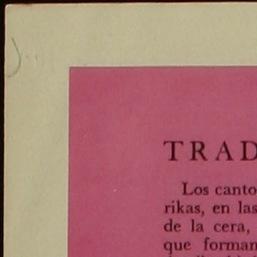 TRAD
Los canto
rikas, en las
de la cera,
que forman